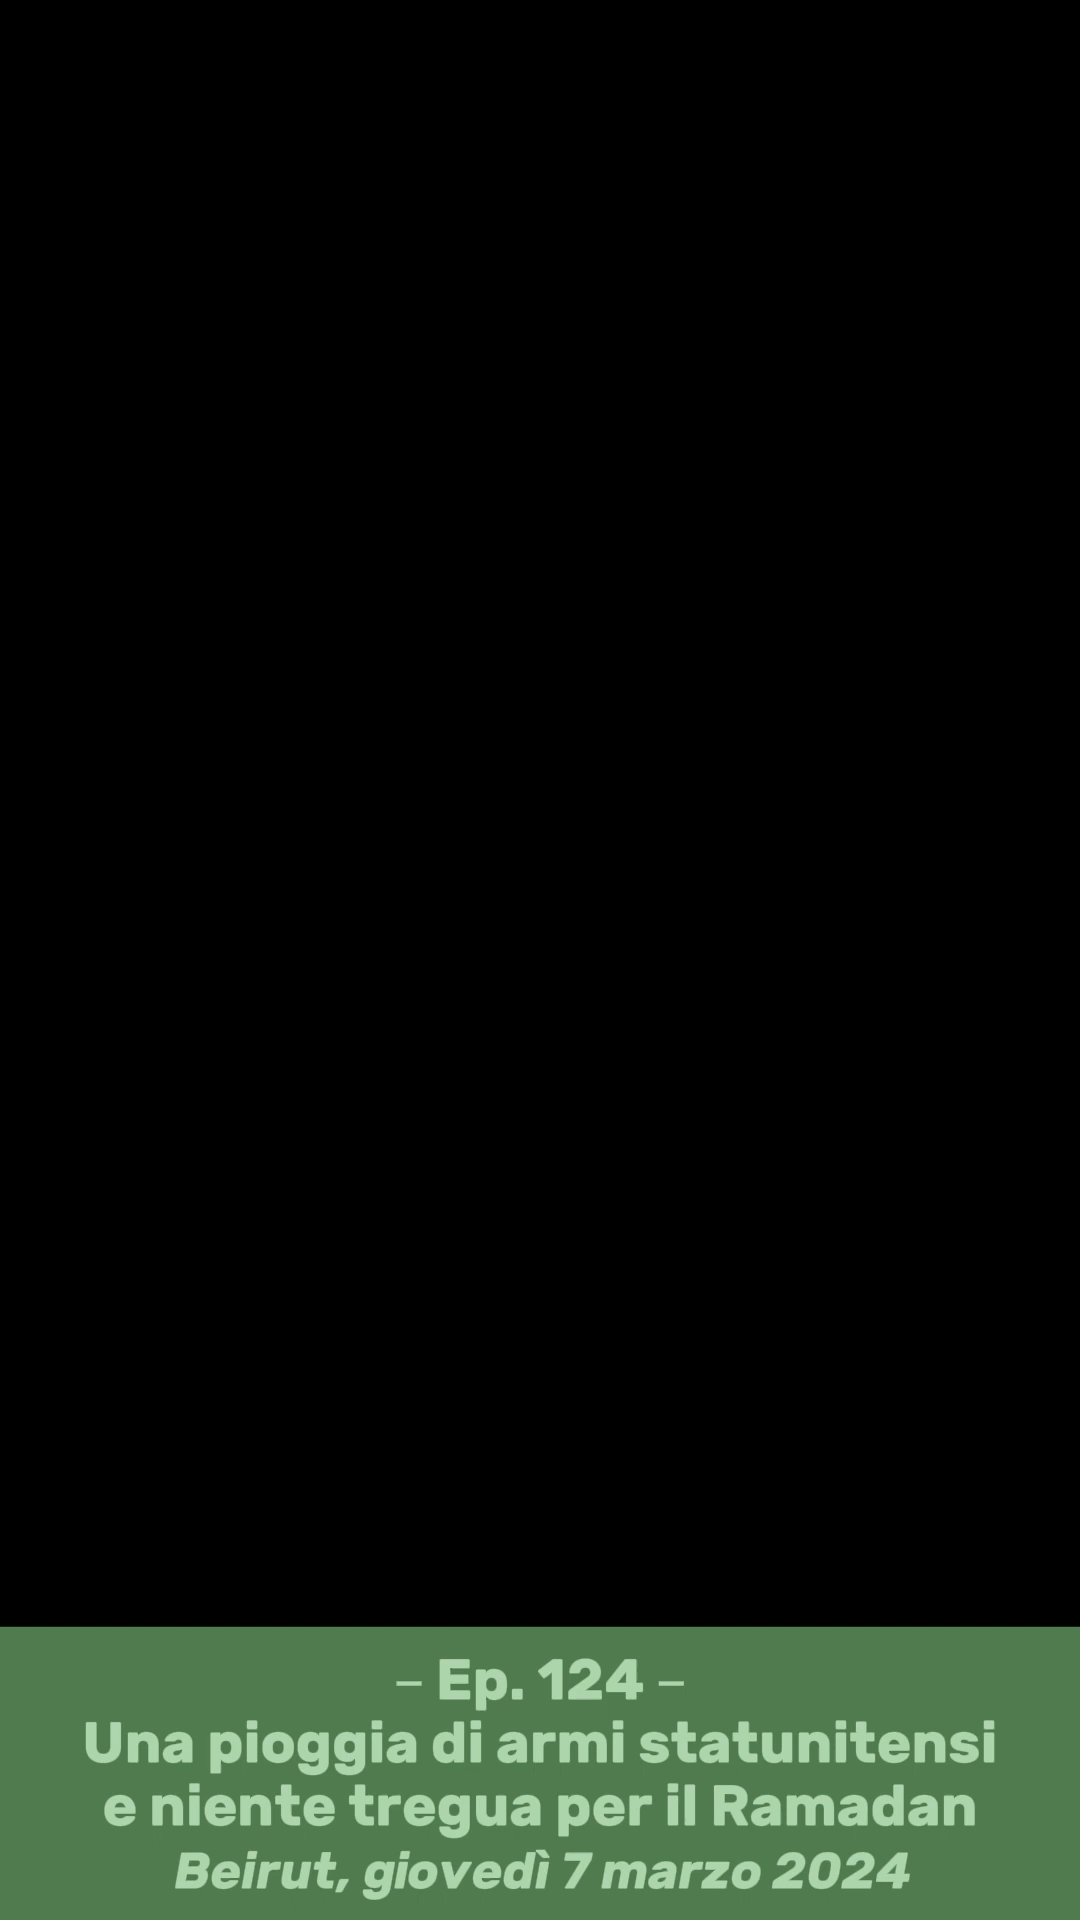 – Ep. 124 –
Una pioggia di armi statunitensi
e niente tregua per il Ramadan
Beirut, giovedì 7 marzo 2024